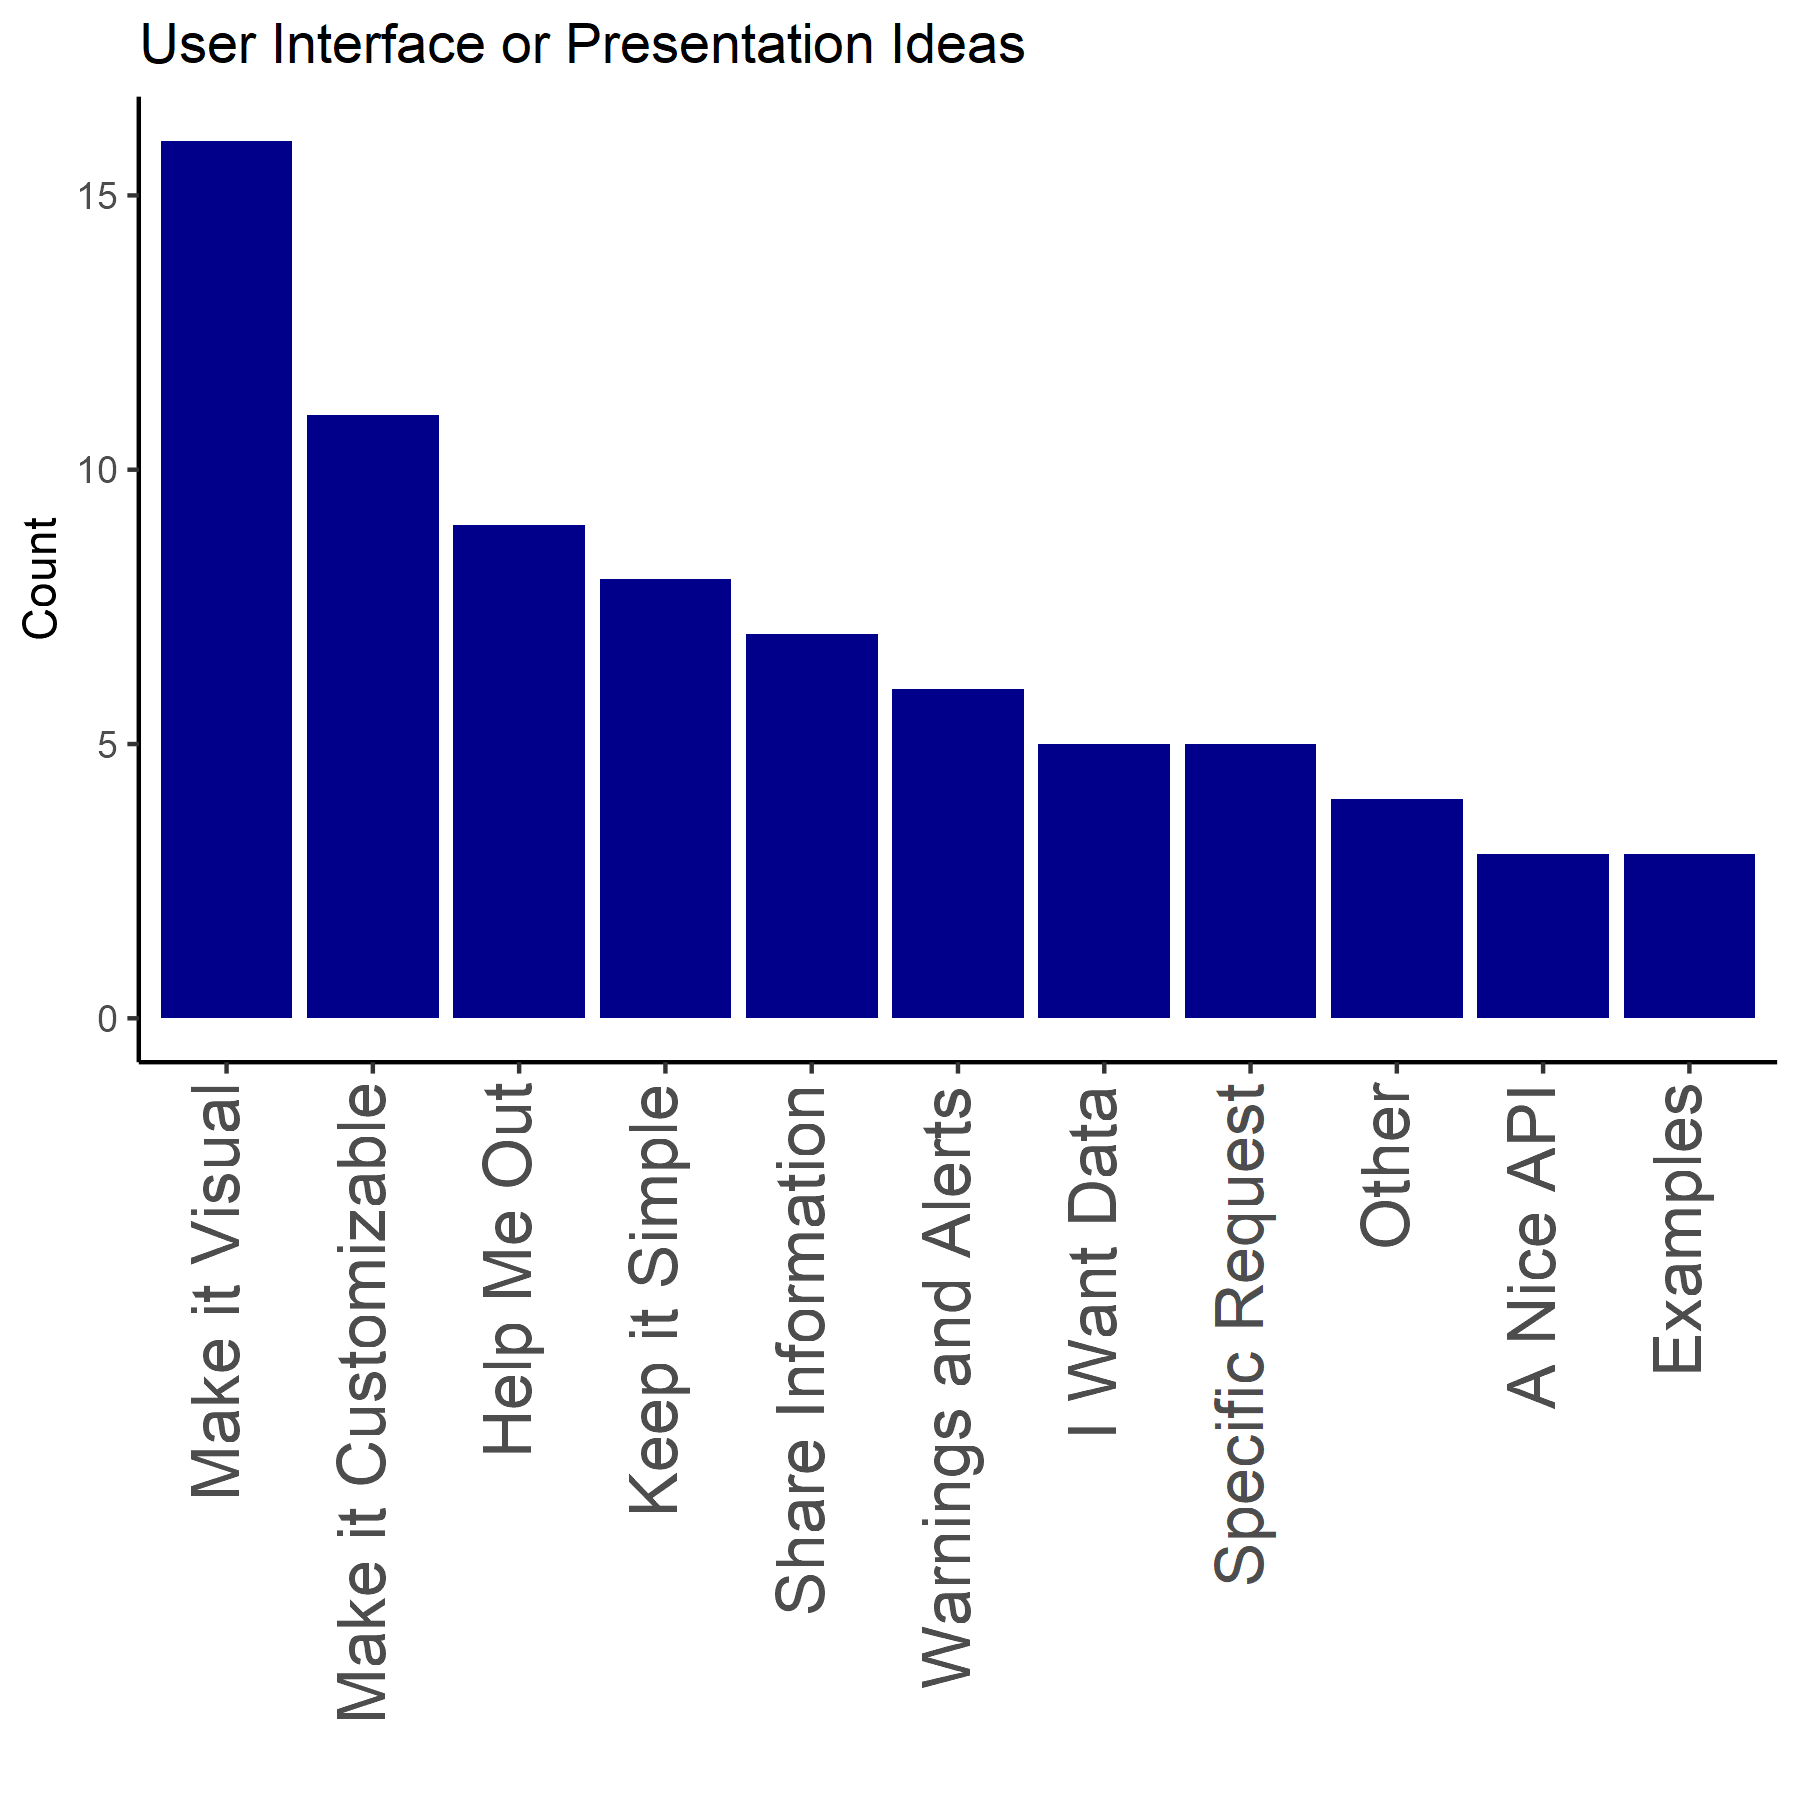 User Interface or Presentation Ideas
Count
15
10
5
0
Make it Visual
Make it Customizable
Help Me Out
Keep it Simple
Share Information
Warnings and Alerts
I Want Data
Specific Request
Other
A Nice API
Examples